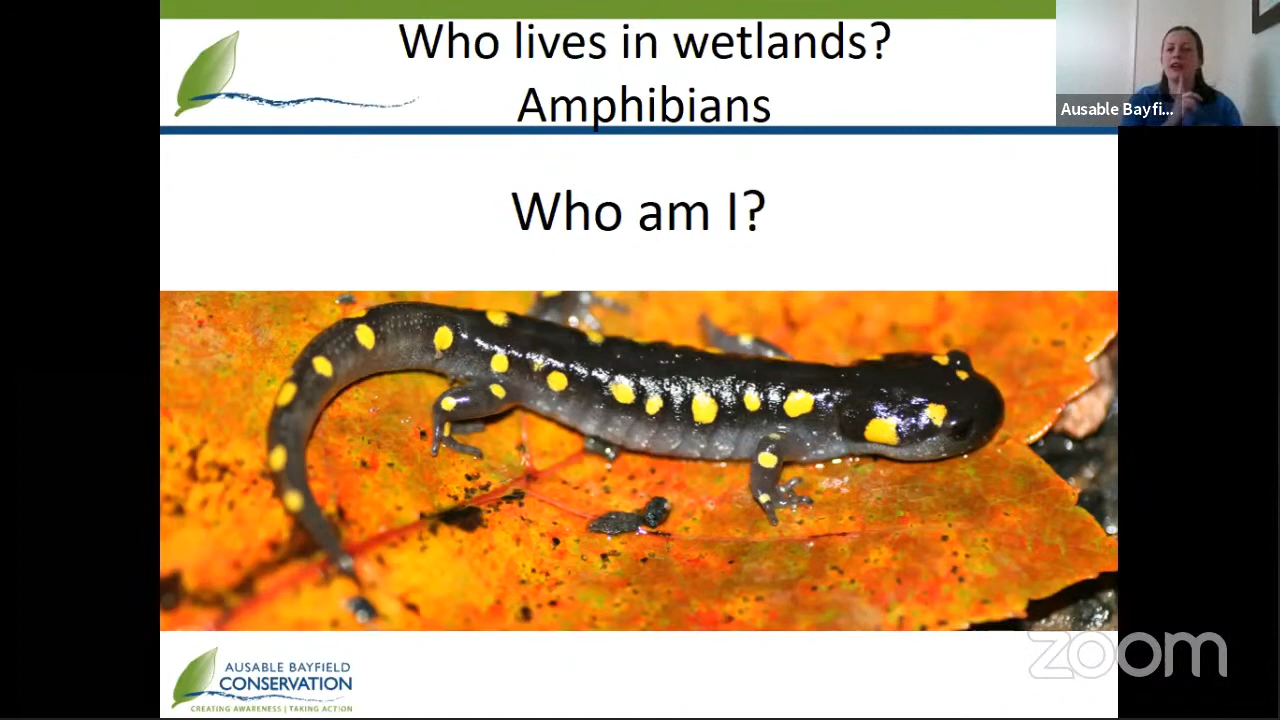 Who lives in wetlands?
Amphibians
Ausable Bayfi...
Who am I?
AUSABLE BAYFIELD
CONSERVATION
CREATING AWARENESS | TAKING ACTION
zoom